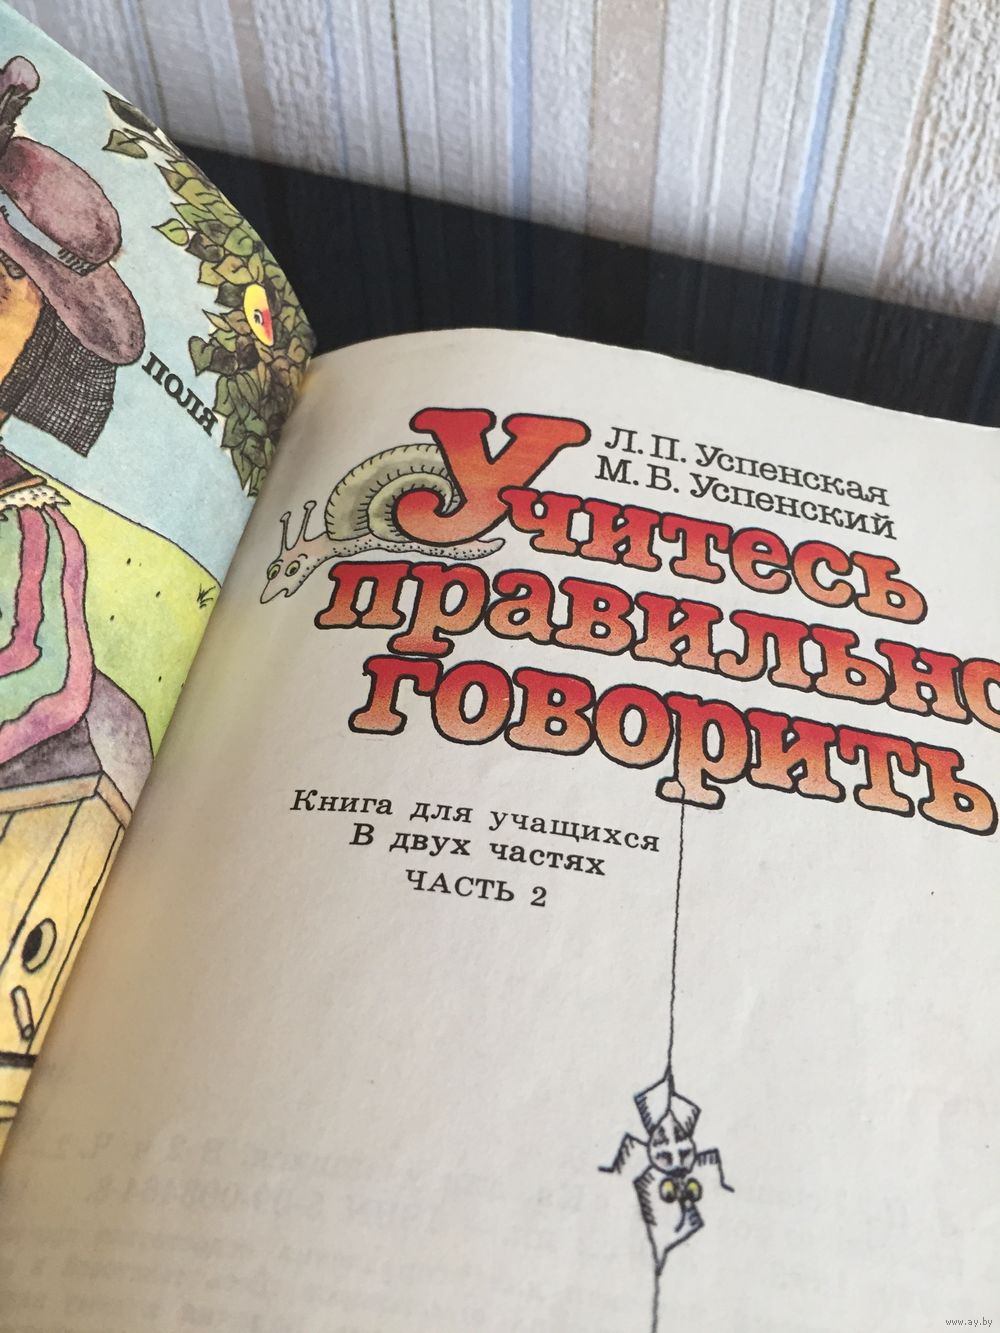 поля
Л. П. Успенская
М. Б. Успенский
Учитесь
правильно
говорить
Книга для учащихся
В двух частях
ЧАСТЬ 2
www.ay.by